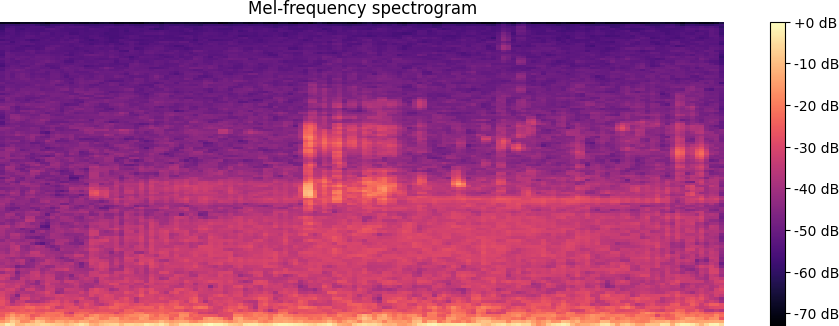 Mel-frequency spectrogram
+0 dB
-10 dB
-20 dB
-30 dB
-40 dB
-50 dB
-60 dB
-70 dB